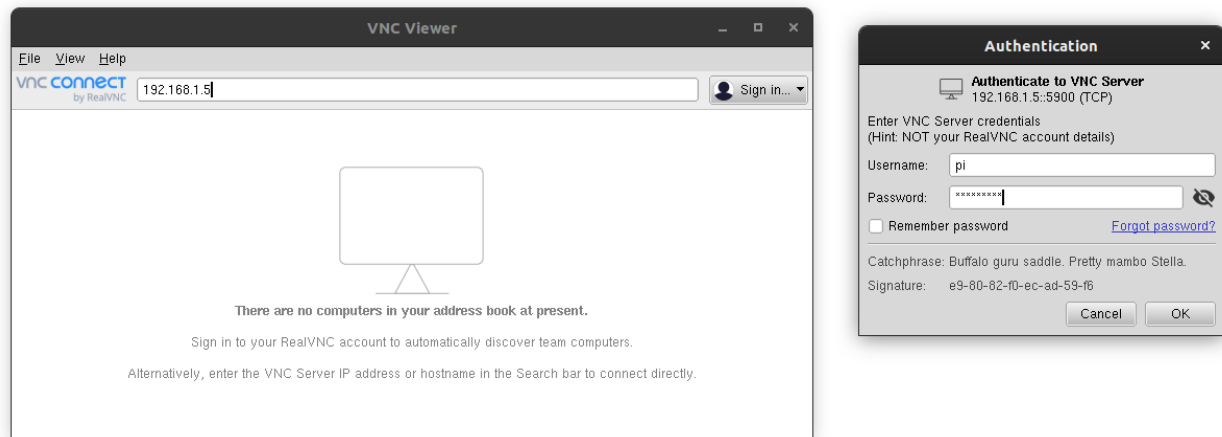 VNC Viewer
File View Help
vnc connect
by RealVNC
192.168.1.5
Sign in...
There are no computers in your address book at present.
Sign in to your RealVNC account to automatically discover team computers.
Alternatively, enter the VNC Server IP address or hostname in the Search bar to connect directly.
Authentication
Authenticate to VNC Server
192.168.1.5::5900 (TCP)
Enter VNC Server credentials
(Hint: NOT your RealVNC account details)
Username: pi
Password: *********
Remember password Forgot password?
Catchphrase: Buffalo guru saddle. Pretty mambo Stella.
Signature: e9-80-82-f0-ec-ad-59-f6
Cancel OK